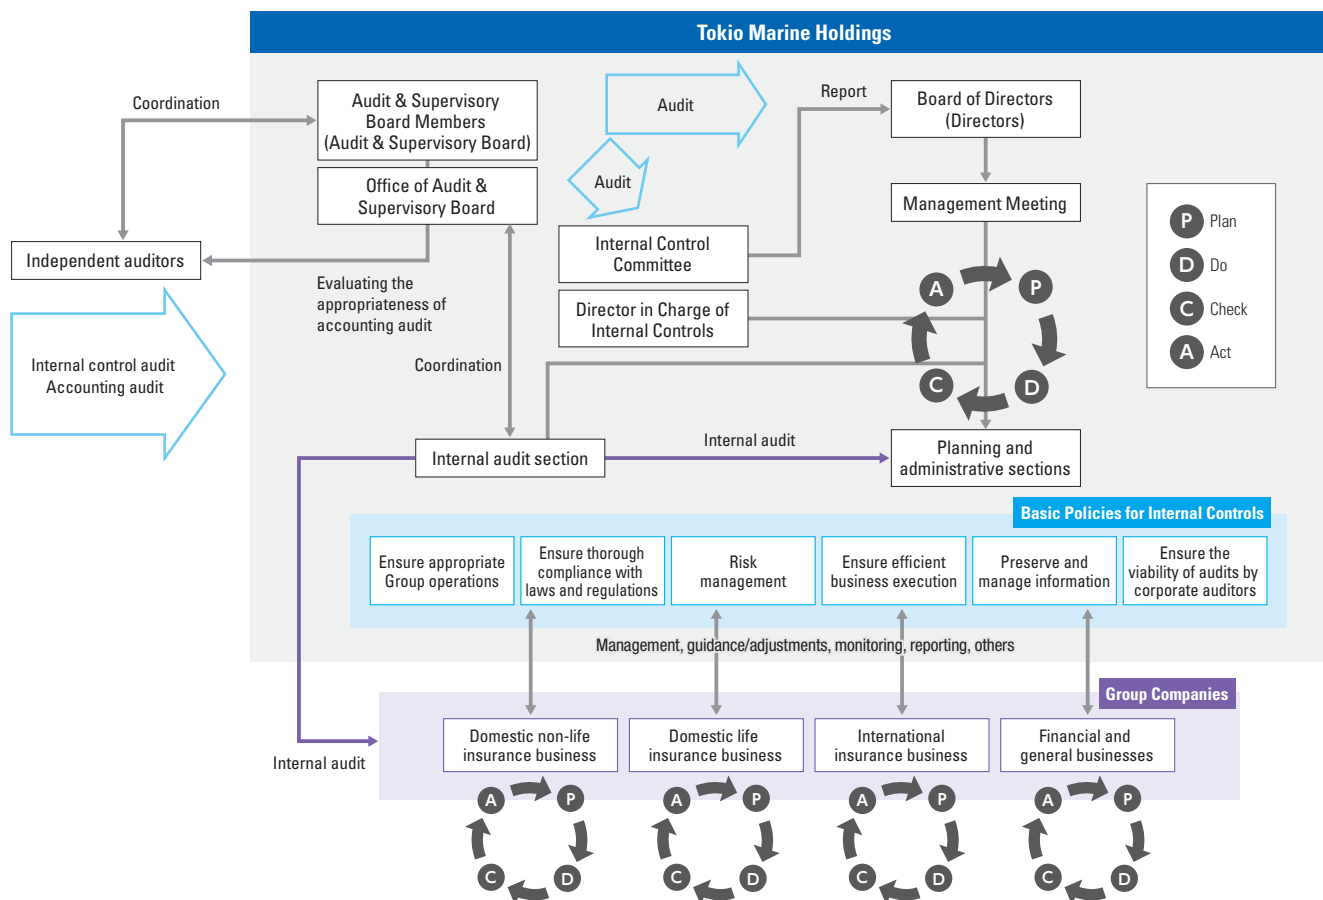 Tokio Marine Holdings
Coordination
Audit & Supervisory
Board Members
(Audit & Supervisory Board)
Audit
Report
Board of Directors
(Directors)
Office of Audit &
Supervisory Board
Audit
Management Meeting
P Plan
D Do
C Check
A Act
Independent auditors
Internal Control
Committee
Evaluating the
appropriateness of
accounting audit
Director in Charge of
Internal Controls
A
P
C
D
Internal control audit
Accounting audit
Coordination
Internal audit section
Internal audit
Planning and
administrative sections
Basic Policies for Internal Controls
Ensure appropriate
Group operations
Ensure thorough
compliance with
laws and regulations
Risk
management
Ensure efficient
business execution
Preserve and
manage information
Ensure the
viability of audits by
corporate auditors
Management, guidance/adjustments, monitoring, reporting, others
Group Companies
Internal audit
Domestic non-life
insurance business
Domestic life
insurance business
International
insurance business
Financial and
general businesses
A
P
C
D
A
P
C
D
A
P
C
D
A
P
C
D